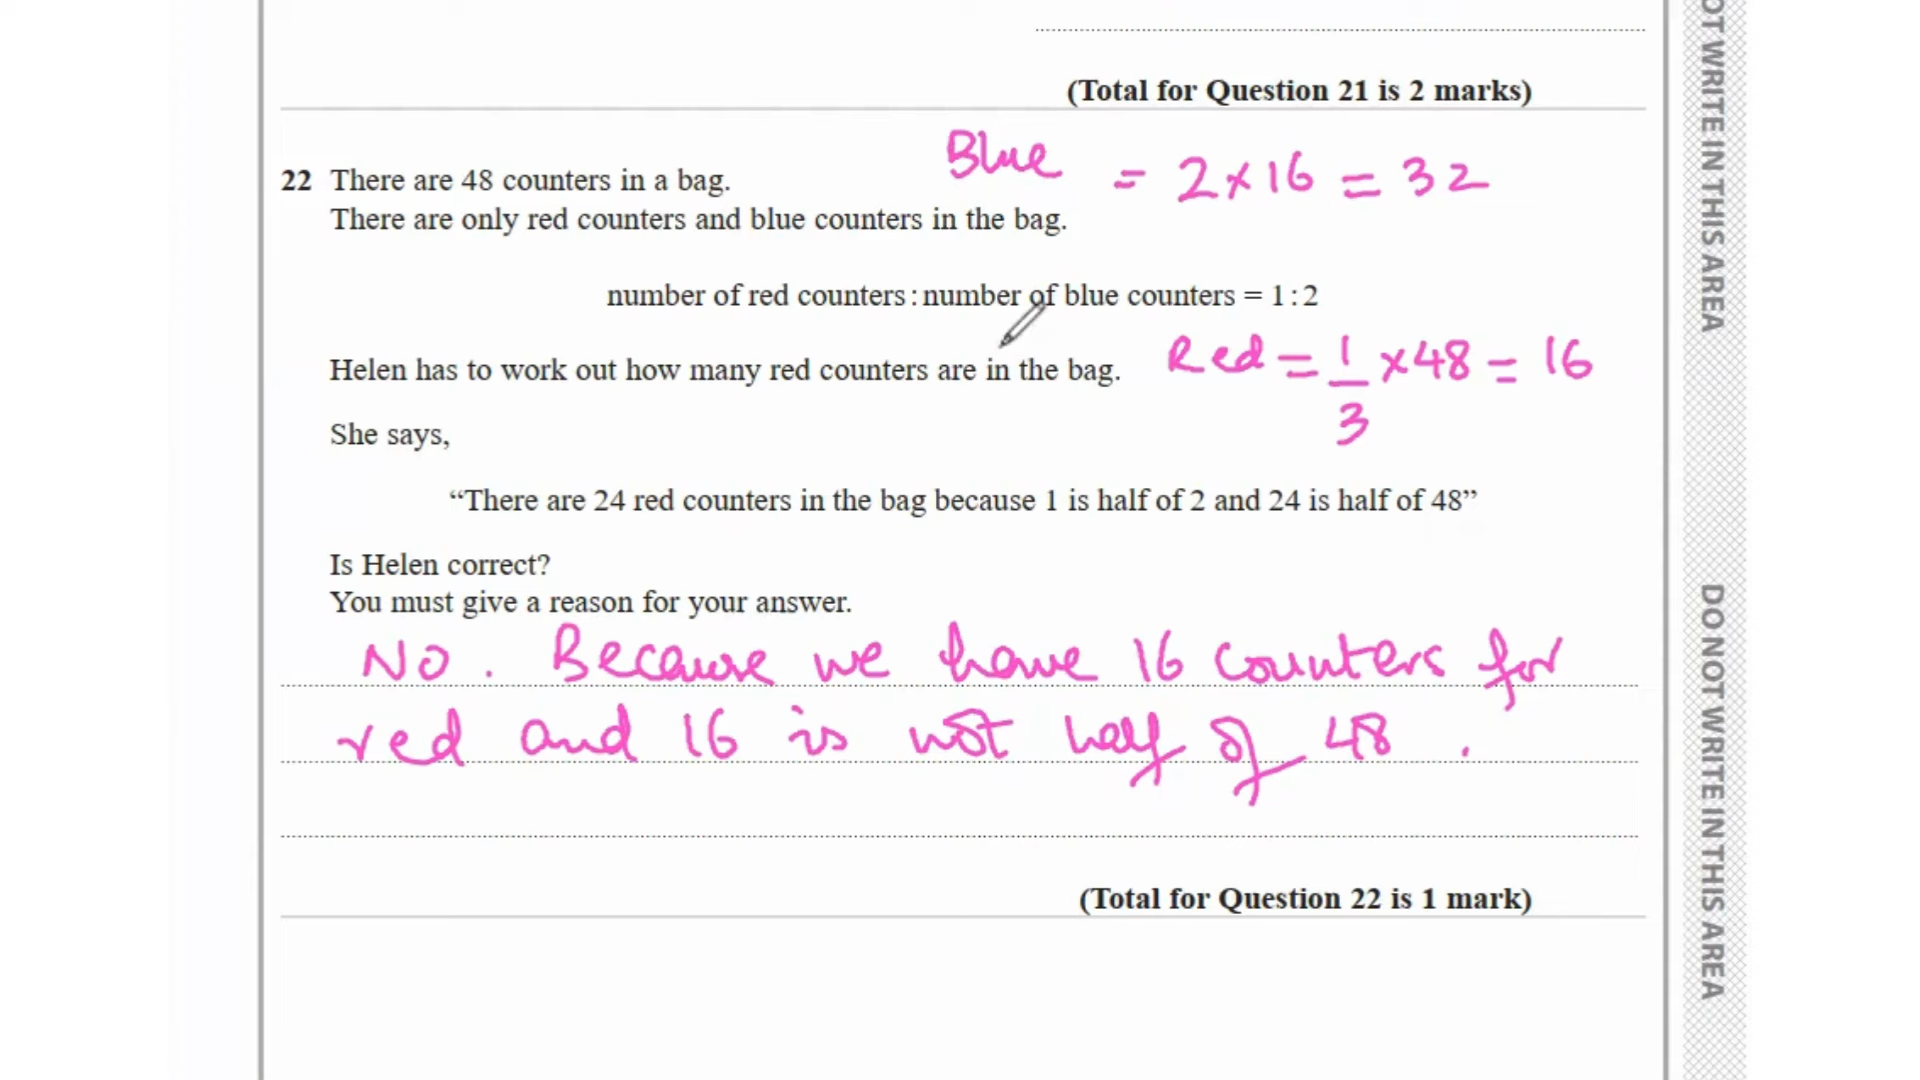 (Total for Question 21 is 2 marks)
Blue = 2 x 16 = 32
22 There are 48 counters in a bag.
There are only red counters and blue counters in the bag.
number of red counters : number of blue counters = 1 : 2
Helen has to work out how many red counters are in the bag.
Red = 1/3 x 48 = 16
She says,
“There are 24 red counters in the bag because 1 is half of 2 and 24 is half of 48”
Is Helen correct?
You must give a reason for your answer.
No. Because we have 16 counters for
red and 16 is not half of 48.
(Total for Question 22 is 1 mark)
OT WRITE IN THIS AREA
DO NOT WRITE IN THIS AREA